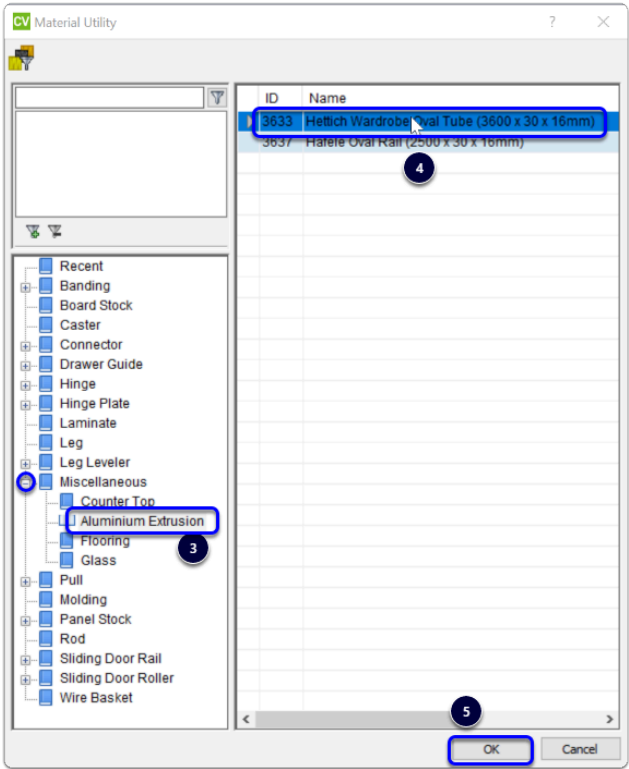 CV Material Utility ? ×
ID Name
3633 Hettich Wardrobe Oval Tube (3600 x 30 x 16mm)
3637 Hafele Oval Rail (2500 x 30 x 16mm)
4
Recent
Banding
Board Stock
Caster
Connector
Drawer Guide
Hinge
Hinge Plate
Laminate
Leg
Leg Leveler
Miscellaneous
Counter Top
Aluminium Extrusion
3
Flooring
Glass
Pull
Molding
Panel Stock
Rod
Sliding Door Rail
Sliding Door Roller
Wire Basket
5
OK Cancel